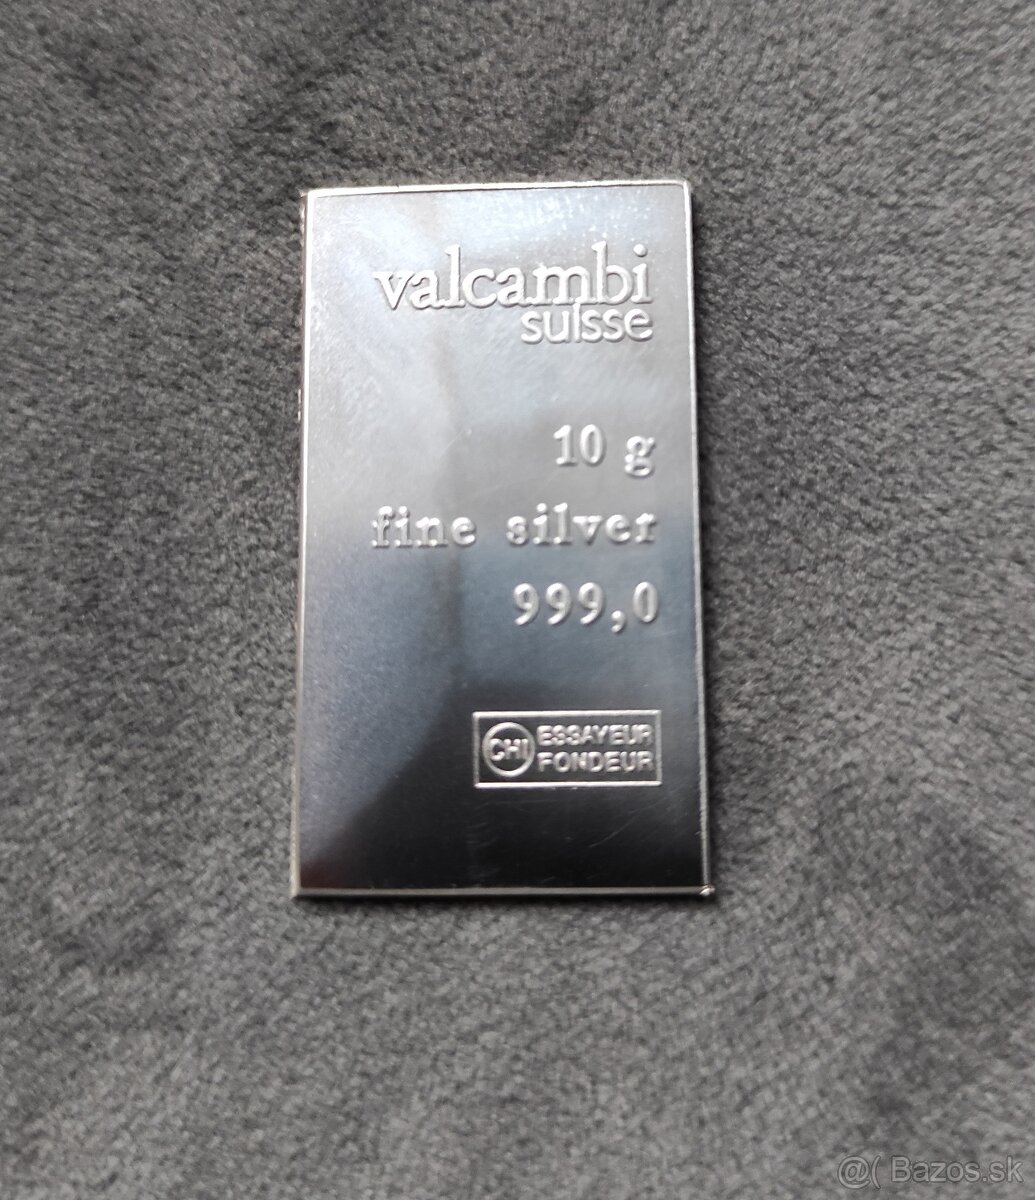 valcambi
suisse
10 g
fine silver
999,0
CHI
ESSAYEUR
FONDEUR
@( Bazos.sk